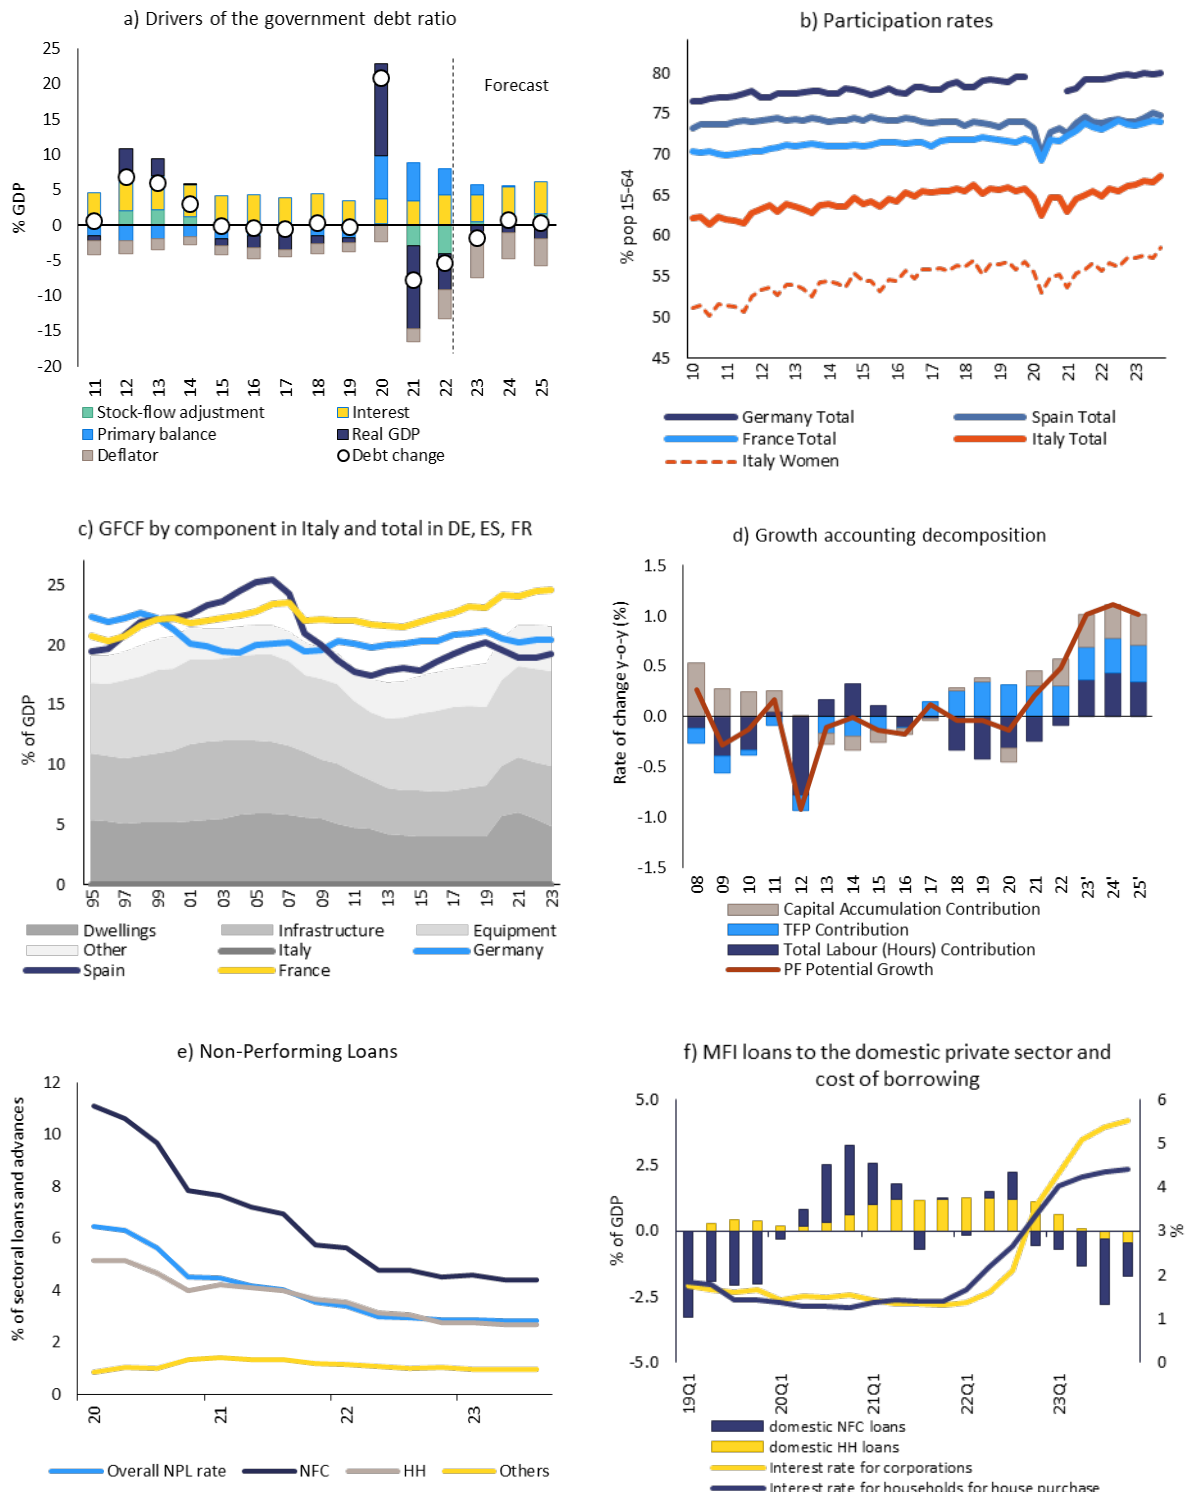 a) Drivers of the government debt ratio
25
20
15
10
5
0
-5
-10
-15
-20
% GDP
Forecast
11 12 13 14 15 16 17 18 19 20 21 22 23 24 25
Stock-flow adjustment Interest
Primary balance Real GDP
Deflator Debt change
b) Participation rates
80
75
70
65
60
55
50
45
% pop 15-64
10 11 12 13 14 15 16 17 18 19 20 21 22 23
Germany Total Spain Total
France Total Italy Total
Italy Women
c) GFCF by component in Italy and total in DE, ES, FR
25
20
15
10
5
0
% of GDP
95 97 99 01 03 05 07 09 11 13 15 17 19 21 23
Dwellings Infrastructure Equipment
Other Italy Germany
Spain France
d) Growth accounting decomposition
1.5
1.0
0.5
0.0
-0.5
-1.0
-1.5
Rate of change y-o-y (%)
08 09 10 11 12 13 14 15 16 17 18 19 20 21 22 23' 24' 25'
Capital Accumulation Contribution
TFP Contribution
Total Labour (Hours) Contribution
PF Potential Growth
e) Non-Performing Loans
12
10
8
6
4
2
0
% of sectoral loans and advances
20 21 22 23
Overall NPL rate NFC HH Others
f) MFI loans to the domestic private sector and
cost of borrowing
5.0
2.5
0.0
-2.5
-5.0
% of GDP
6
5
4
3
2
1
0
%
19Q1 20Q1 21Q1 22Q1 23Q1
domestic NFC loans
domestic HH loans
Interest rate for corporations
Interest rate for households for house purchase